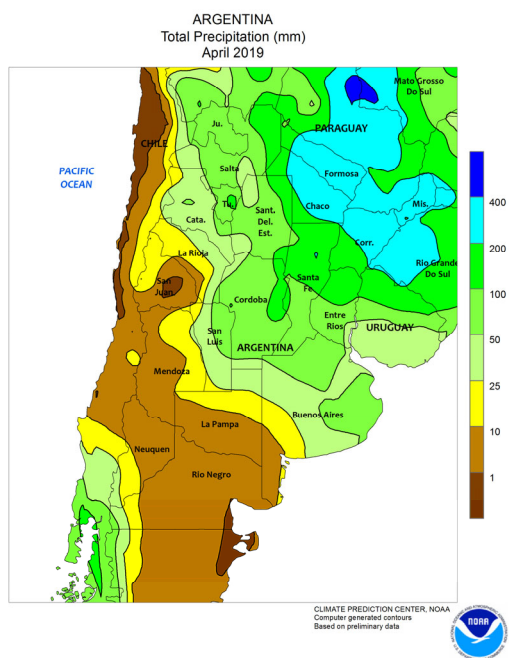 ARGENTINA
Total Precipitation (mm)
April 2019
Mato Grosso
Do Sul
Ju.
PARAGUAY
CHILE
PACIFIC
OCEAN
Salta
Formosa
Tu.
Chaco
Mis.
Cata.
Sant.
Del.
Est.
Corr.
La Rioja
Rio Grande
Do Sul
San
Juan
Santa
Fe
Cordoba
Entre
Rios
URUGUAY
San
Luis
ARGENTINA
Mendoza
Buenos Aires
La Pampa
Neuquen
Rio Negro
400
200
100
50
25
10
1
CLIMATE PREDICTION CENTER, NOAA
Computer generated contours
Based on preliminary data
NOAA